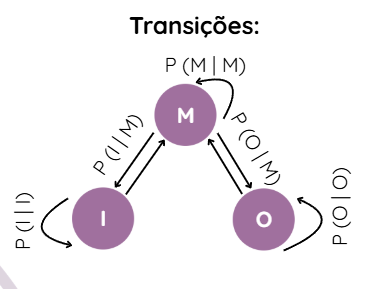 Transições:
P (M | M)
M
P (I | M)
P (O | M)
P (I | I)
I
O
P (O | O)